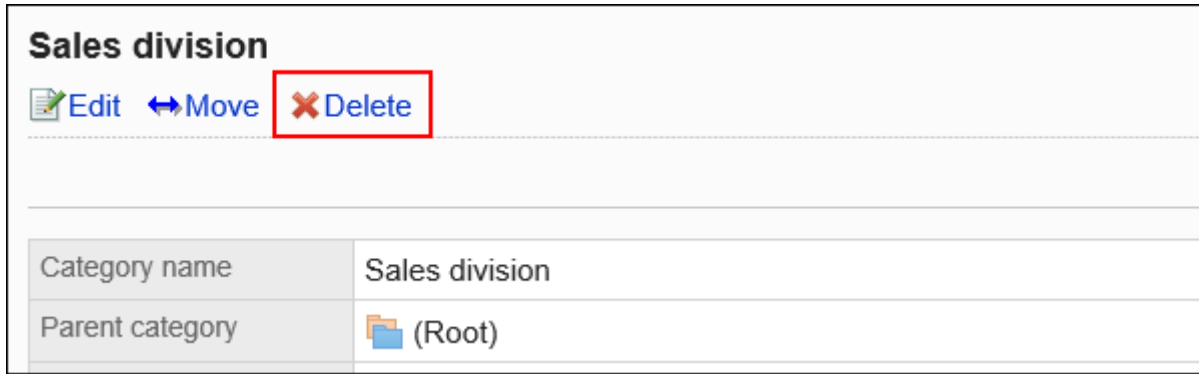 Sales division
Edit Move Delete
Category name Sales division
Parent category (Root)